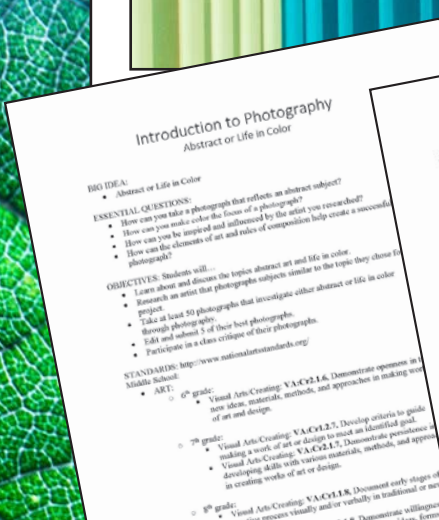 Introduction to Photography
Abstract or Life in Color
BIG IDEA:
• Abstract or Life in Color
ESSENTIAL QUESTIONS:
• How can you take a photograph that reflects an abstract subject?
• How can you make color the focus of a photograph?
• How can you be inspired and influenced by the artist you researched?
• How can the elements of art and rules of composition help create a successful
photograph?
OBJECTIVES: Students will…
• Learn about and discuss the topics abstract art and life in color.
• Research an artist that photographs subjects similar to the topic they chose for
project.
• Take at least 50 photographs that investigate either abstract or life in color
through photography.
• Edit and submit 5 of their best photographs.
• Participate in a class critique of their photographs.
STANDARDS: http://www.nationalartsstandards.org/
Middle School:
• ART:
○ 6th grade:
• Visual Arts/Creating: VA:Cr2.1.6, Demonstrate openness in
new ideas, materials, methods, and approaches in making
of art and design.
○ 7th grade:
• Visual Arts/Creating: VA:Cr1.2.7, Develop criteria to guide
making a work of art or design to meet an identified goal.
• Visual Arts/Creating: VA:Cr2.1.7, Demonstrate persistence
developing skills with various materials, methods, and
in creating works of art or design.
○ 8th grade:
• Visual Arts/Creating: VA:Cr1.1.8, Document early stages of
process visually and/or verbally in traditional or
Demonstrate